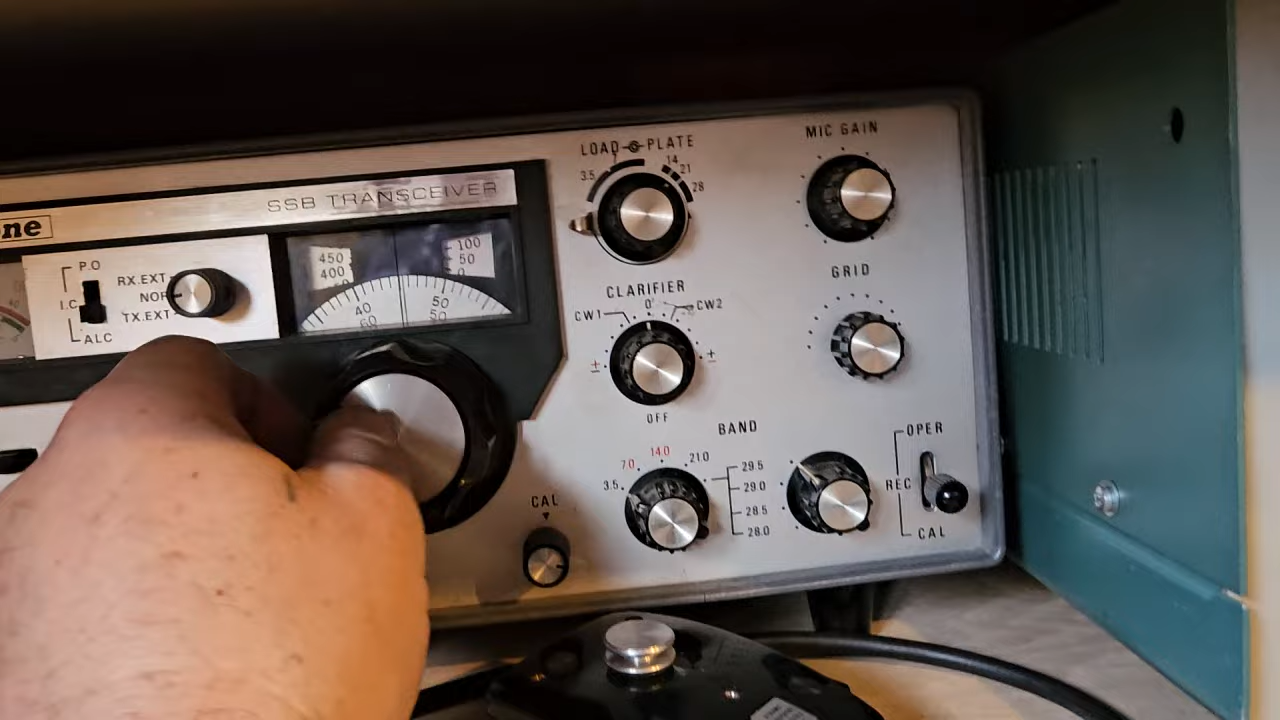 LOAD PLATE
3.5 7 14 21 28
MIC GAIN
SSB TRANSCEIVER
ne
P.O
I.C
ALC
RX.EXT
NOR
TX.EXT
450
400
100
50
0
40 50
60 50
CLARIFIER
CW1 0 CW2
± ±
OFF
GRID
BAND
3.5 7.0 14.0 21.0
29.5
29.0
28.5
28.0
OPER
REC
CAL
CAL